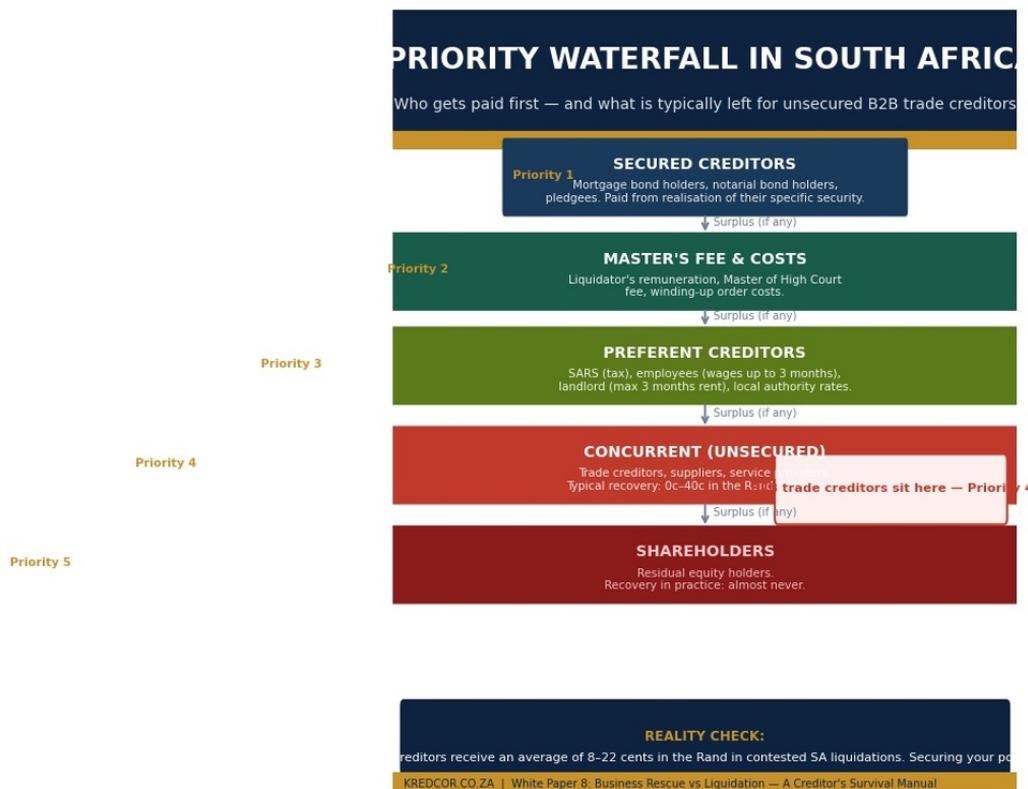 PRIORITY WATERFALL IN SOUTH AFRIC
Who gets paid first — and what is typically left for unsecured B2B trade creditors
Priority 1
SECURED CREDITORS
Mortgage bond holders, notarial bond holders,
pledgees. Paid from realisation of their specific security.
Surplus (if any)
Priority 2
MASTER'S FEE & COSTS
Liquidator's remuneration, Master of High Court
fee, winding-up order costs.
Surplus (if any)
Priority 3
PREFERENT CREDITORS
SARS (tax), employees (wages up to 3 months),
landlord (max 3 months rent), local authority rates.
Surplus (if any)
Priority 4
CONCURRENT (UNSECURED)
Trade creditors, suppliers, service
Typical recovery: 0c–40c in the
trade creditors sit here — Priority 4
Surplus (if any)
Priority 5
SHAREHOLDERS
Residual equity holders.
Recovery in practice: almost never.
REALITY CHECK:
reditors receive an average of 8–22 cents in the Rand in contested SA liquidations. Securing your po
KREDCOR.CO.ZA | White Paper 8: Business Rescue vs Liquidation — A Creditor's Survival Manual